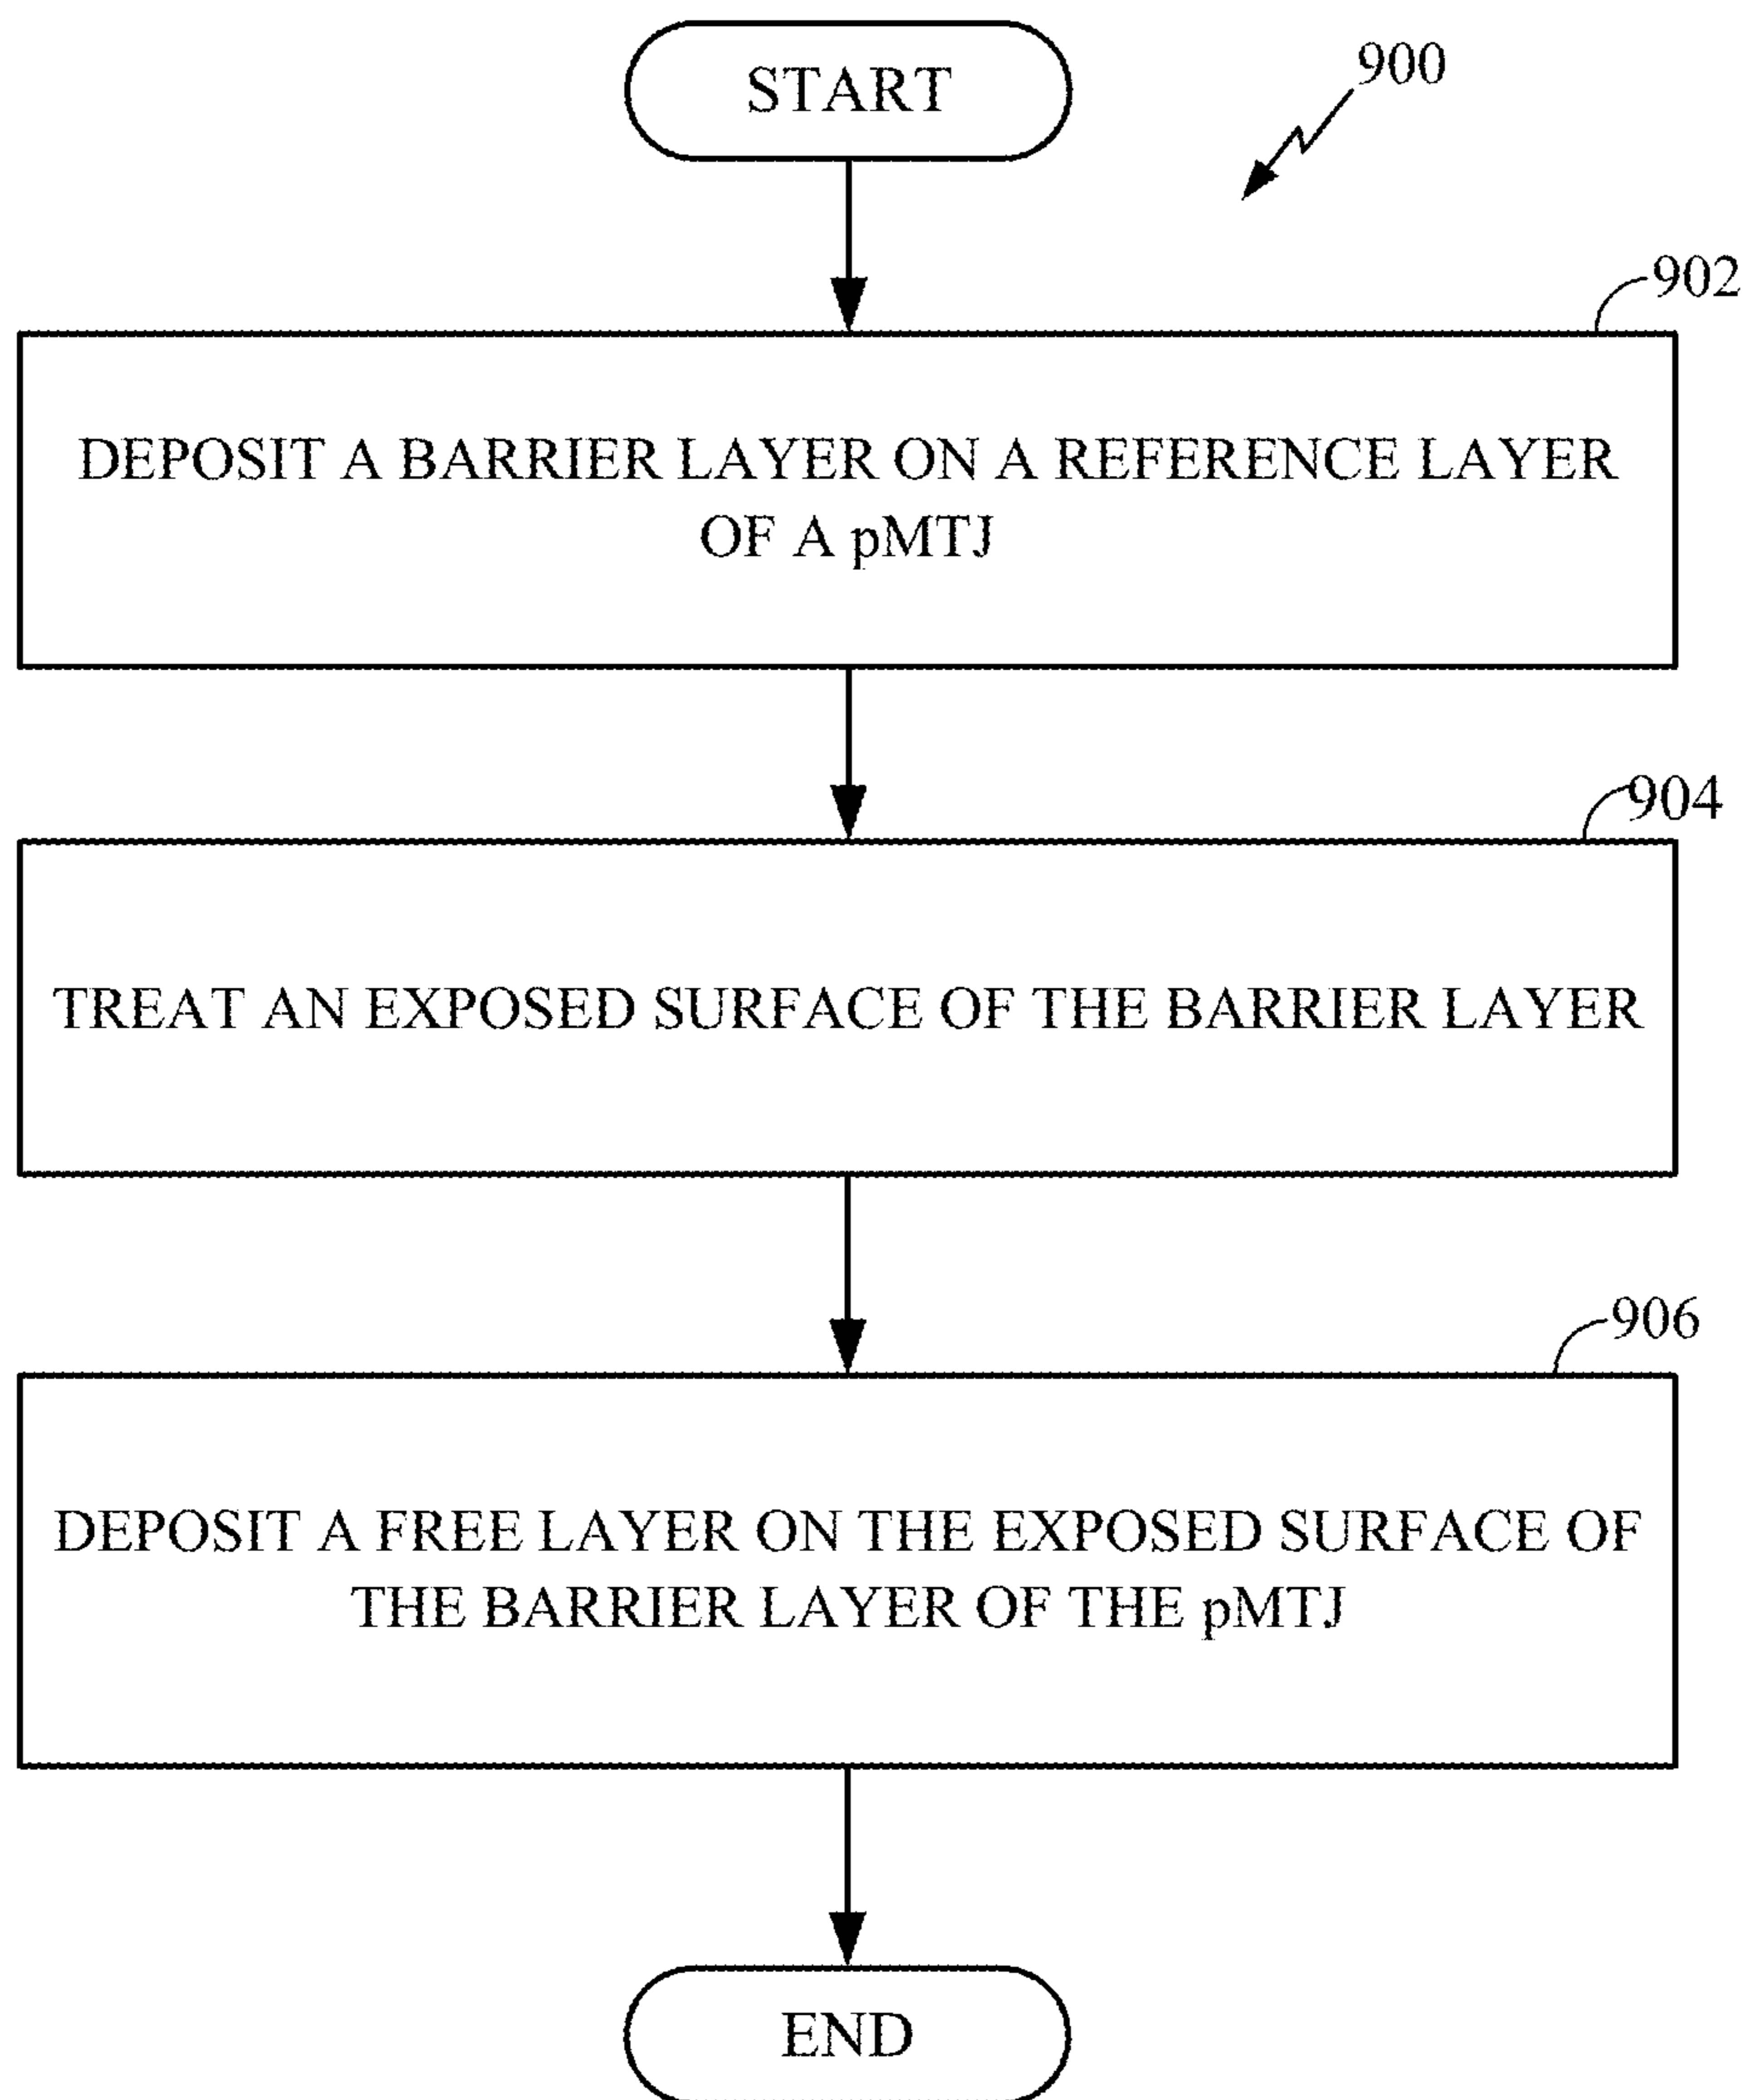 START
900
902
DEPOSIT A BARRIER LAYER ON A REFERENCE LAYER
OF A pMTJ
904
TREAT AN EXPOSED SURFACE OF THE BARRIER LAYER
906
DEPOSIT A FREE LAYER ON THE EXPOSED SURFACE OF
THE BARRIER LAYER OF THE pMTJ
END